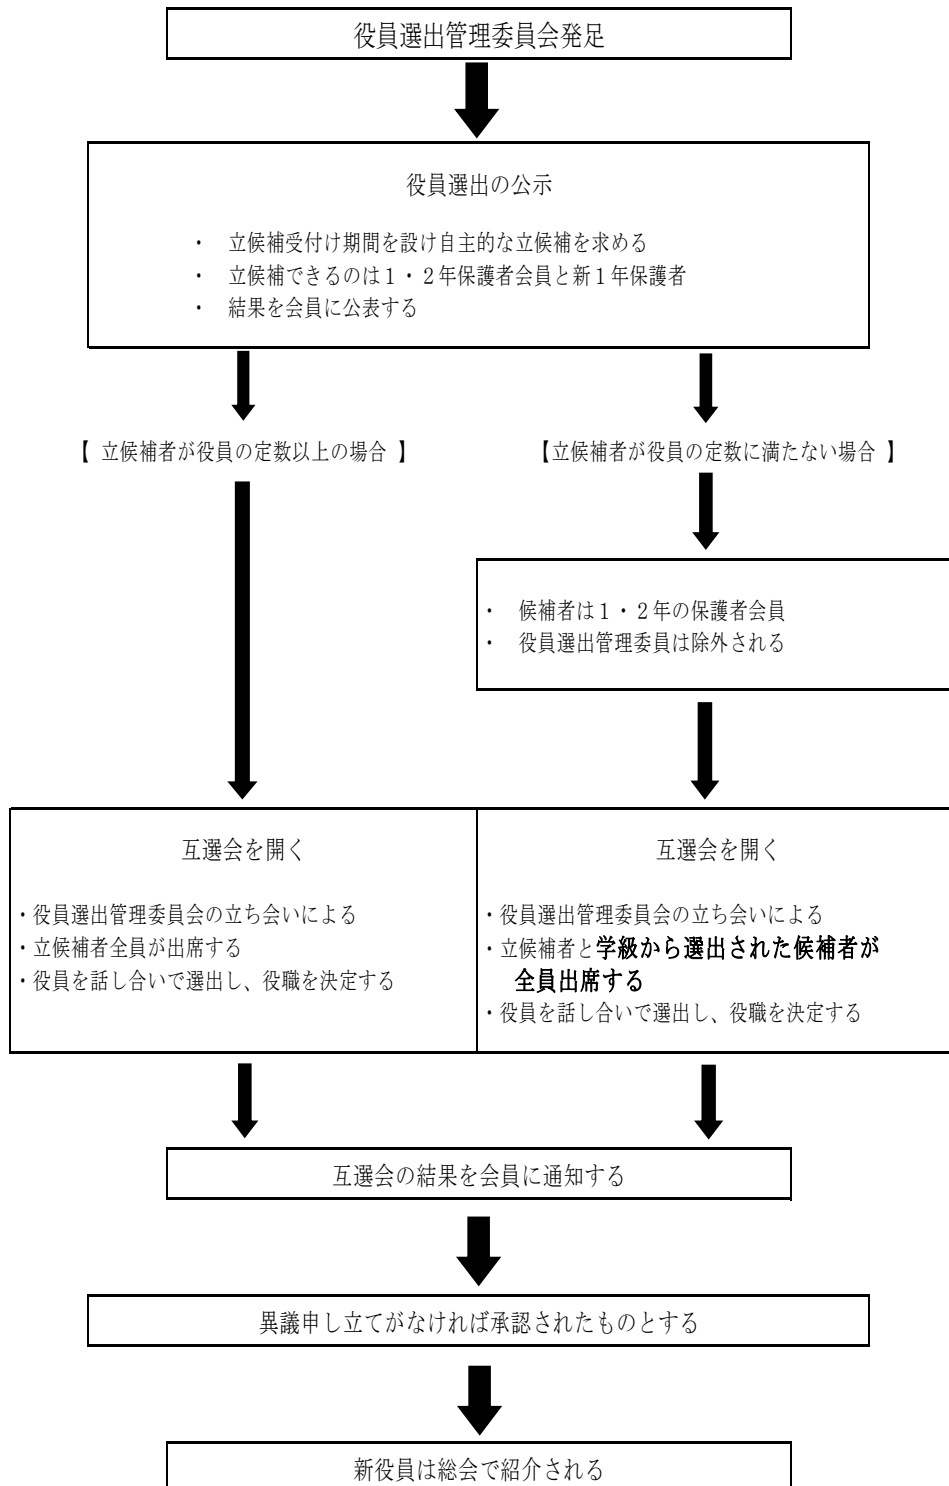 役員選出管理委員会発足
役員選出の公示
・　立候補受付け期間を設け自主的な立候補を求める
・　立候補できるのは１・２年保護者会員と新１年保護者
・　結果を会員に公表する
【 立候補者が役員の定数以上の場合 】
【立候補者が役員の定数に満たない場合 】
・　候補者は１・２年の保護者会員
・　役員選出管理委員は除外される
互選会を開く
・役員選出管理委員会の立ち会いによる
・立候補者全員が出席する
・役員を話し合いで選出し、役職を決定する
互選会を開く
・役員選出管理委員会の立ち会いによる
・立候補者と学級から選出された候補者が
全員出席する
・役員を話し合いで選出し、役職を決定する
互選会の結果を会員に通知する
異議申し立てがなければ承認されたものとする
新役員は総会で紹介される